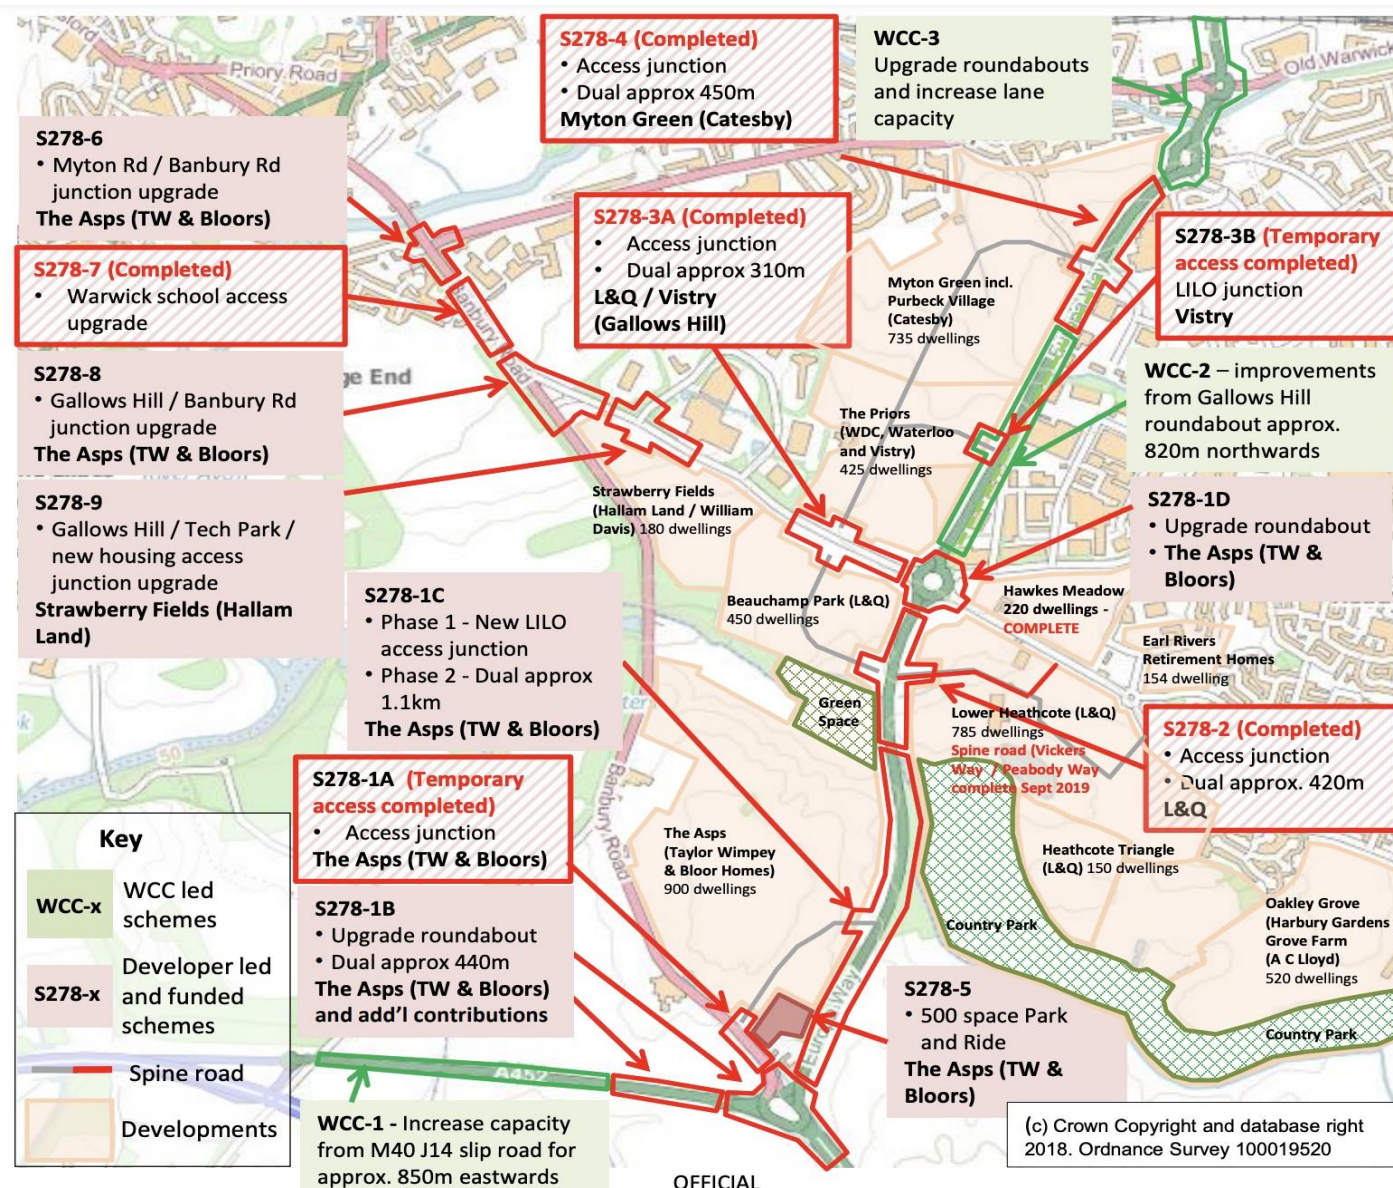 Priory Road
Old Warwick
S278-4 (Completed)
• Access junction
• Dual approx 450m
Myton Green (Catesby)
WCC-3
Upgrade roundabouts
and increase lane
capacity
S278-6
• Myton Rd / Banbury Rd
junction upgrade
The Asps (TW & Bloors)
S278-7 (Completed)
• Warwick school access
upgrade
S278-8
• Gallows Hill / Banbury Rd
junction upgrade
The Asps (TW & Bloors)
S278-9
• Gallows Hill / Tech Park /
new housing access
junction upgrade
Strawberry Fields (Hallam
Land)
S278-3A (Completed)
• Access junction
• Dual approx 310m
L&Q / Vistry
(Gallows Hill)
S278-3B (Temporary
access completed)
LILO junction
Vistry
WCC-2 – improvements
from Gallows Hill
roundabout approx.
820m northwards
S278-1D
• Upgrade roundabout
• The Asps (TW &
Bloors)
Myton Green incl.
Purbeck Village
(Catesby)
735 dwellings
The Priors
(WDC, Waterloo
and Vistry)
425 dwellings
Strawberry Fields
(Hallam Land / William
Davis) 180 dwellings
Banbury Road
ge End
Beauchamp Park (L&Q)
450 dwellings
Hawkes Meadow
220 dwellings -
COMPLETE
Earl Rivers
Retirement Homes
154 dwelling
S278-1C
• Phase 1 - New LILO
access junction
• Phase 2 - Dual approx
1.1km
The Asps (TW & Bloors)
Green
Space
Lower Heathcote (L&Q)
785 dwellings
Spine road (Vickers
Way / Peabody Way
complete Sept 2019
S278-2 (Completed)
• Access junction
• Dual approx. 420m
L&Q
50
S278-1A (Temporary
access completed)
• Access junction
The Asps (TW & Bloors)
Banbury Road
The Asps
(Taylor Wimpey
& Bloor Homes)
900 dwellings
Heathcote Triangle
(L&Q) 150 dwellings
Country Park
Oakley Grove
(Harbury Gardens
Grove Farm
(A C Lloyd)
520 dwellings
Country Park
S278-1B
• Upgrade roundabout
• Dual approx 440m
The Asps (TW & Bloors)
and add’l contributions
S278-5
• 500 space Park
and Ride
The Asps (TW &
Bloors)
Key
WCC-x
WCC led
schemes
S278-x
Developer led
and funded
schemes
Spine road
Developments
A452
WCC-1 - Increase capacity
from M40 J14 slip road for
approx. 850m eastwards
(c) Crown Copyright and database right
2018. Ordnance Survey 100019520
OFFICIAL